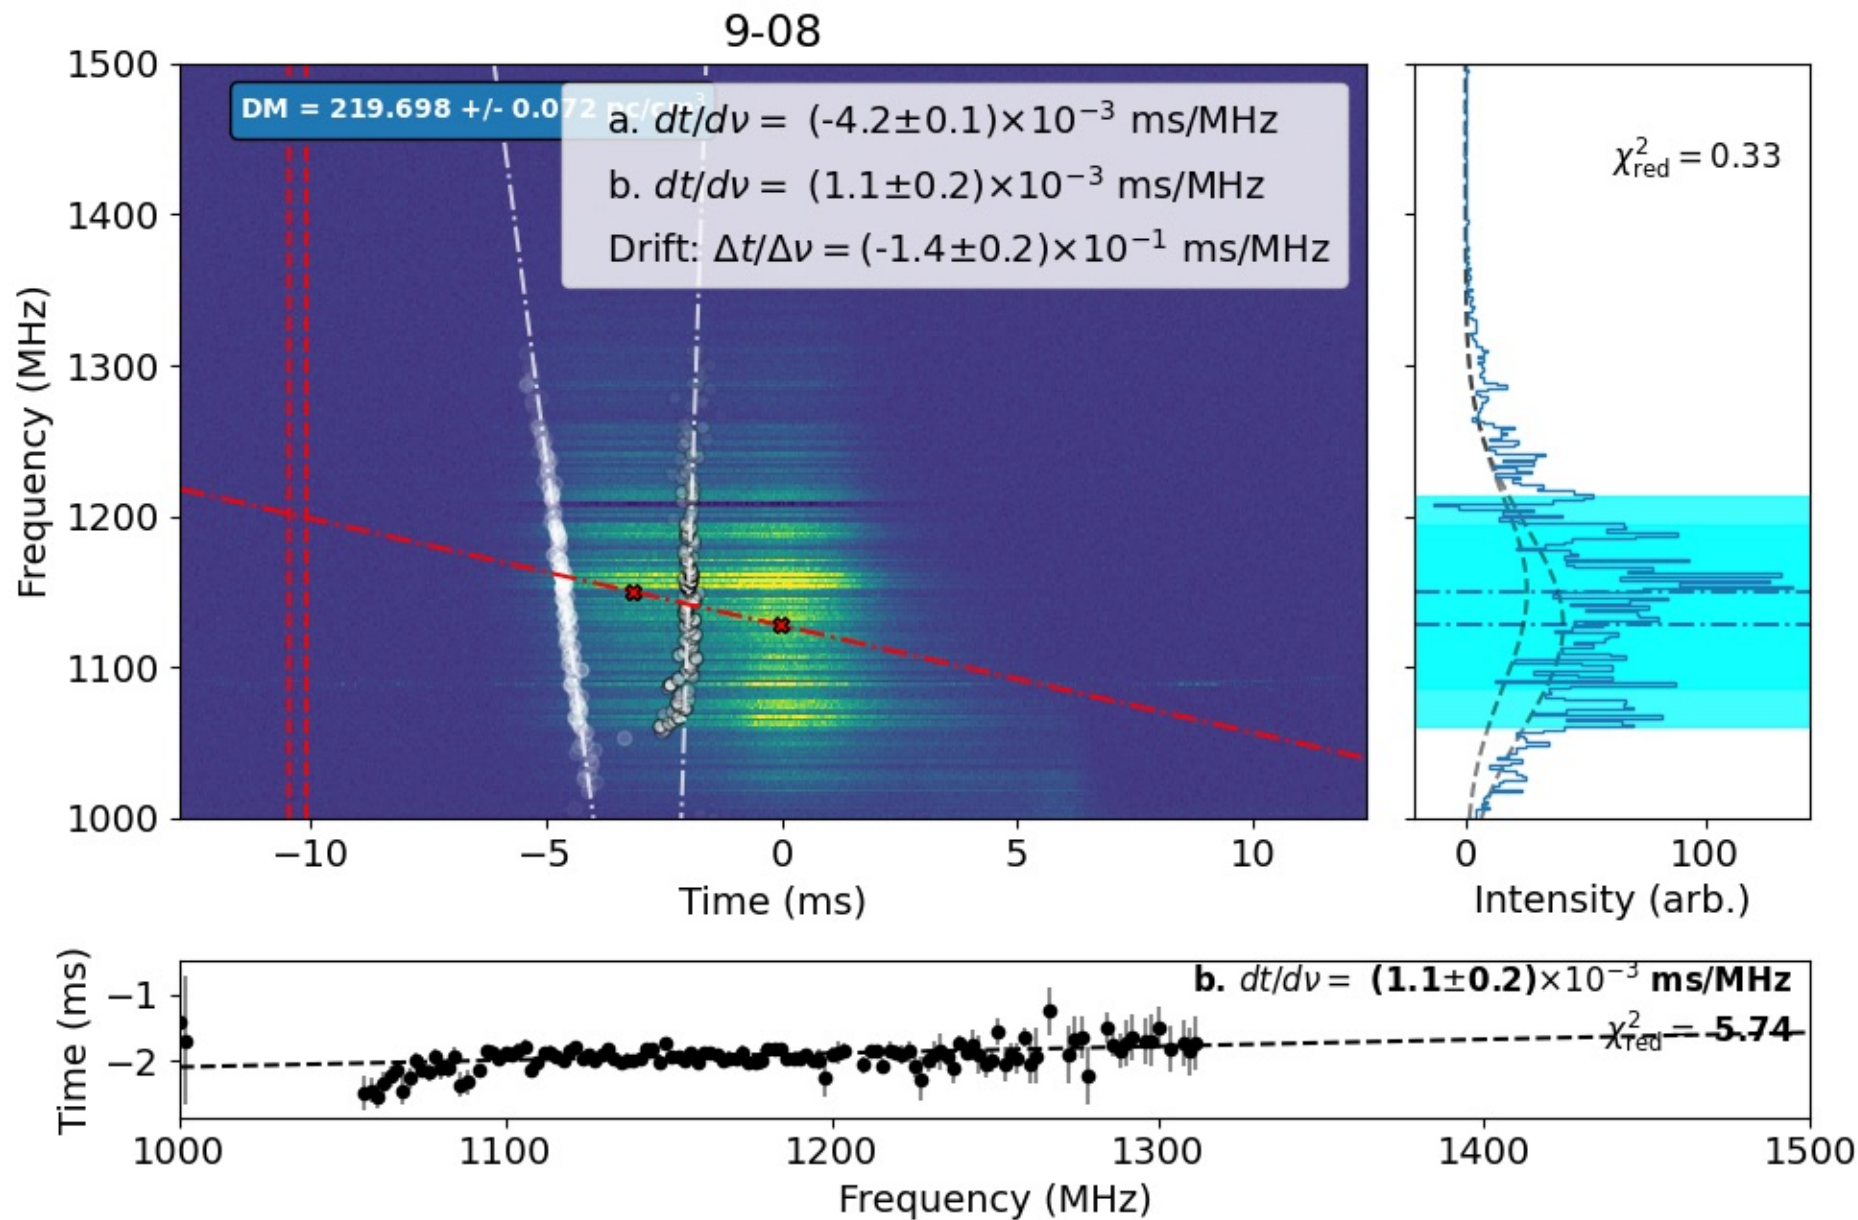 9-08
DM = 219.698 +/- 0.072 pc/cm³
a. dt/dν = (-4.2±0.1)×10⁻³ ms/MHz
b. dt/dν = (1.1±0.2)×10⁻³ ms/MHz
Drift: Δt/Δν = (-1.4±0.2)×10⁻¹ ms/MHz
χ²red = 0.33
1500
1400
1300
1200
1100
1000
Frequency (MHz)
−10 −5 0 5 10
Time (ms)
0 100
Intensity (arb.)
b. dt/dν = (1.1±0.2)×10⁻³ ms/MHz
χ²red = 5.74
−1
−2
Time (ms)
1000 1100 1200 1300 1400 1500
Frequency (MHz)